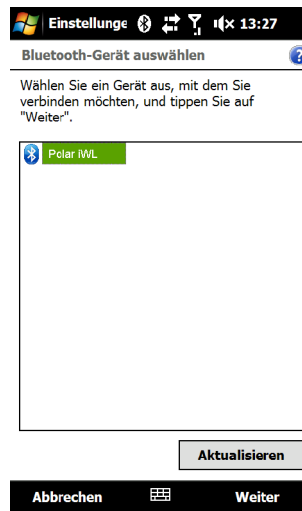 Einstellunge 13:27
Bluetooth-Gerät auswählen ?
Wählen Sie ein Gerät aus, mit dem Sie
verbinden möchten, und tippen Sie auf
"Weiter".
Polar iWL
Aktualisieren
Abbrechen Weiter